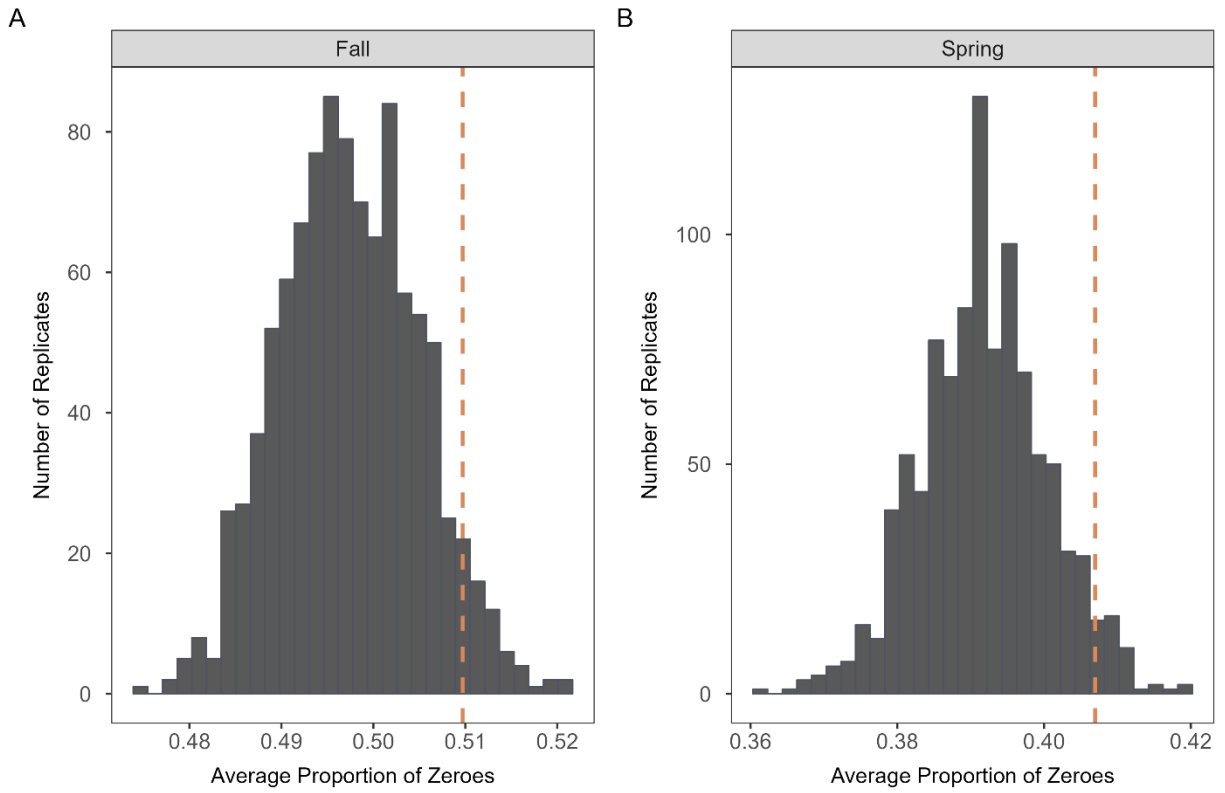 A
Fall
80
60
40
20
0
Number of Replicates
0.48 0.49 0.50 0.51 0.52
Average Proportion of Zeroes
B
Spring
100
50
0
Number of Replicates
0.36 0.38 0.40 0.42
Average Proportion of Zeroes